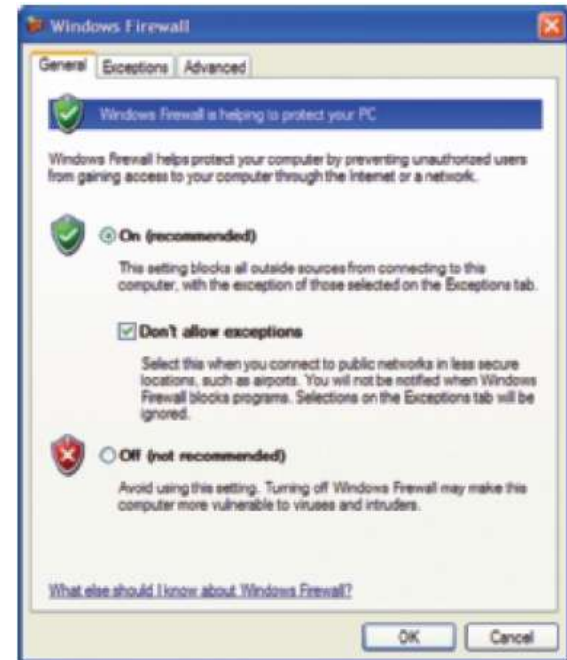 Windows Firewall
General Exceptions Advanced
Windows Firewall is helping to protect your PC
Windows Firewall helps protect your computer by preventing unauthorized users
from gaining access to your computer through the Internet or a network.
On (recommended)
This setting blocks all outside sources from connecting to this
computer, with the exception of those selected on the Exceptions tab.
Don't allow exceptions
Select this when you connect to public networks in less secure
locations, such as airports. You will not be notified when Windows
Firewall blocks programs. Selections on the Exceptions tab will be
ignored.
Off (not recommended)
Avoid using this setting. Turning off Windows Firewall may make this
computer more vulnerable to viruses and intruders.
What else should I know about Windows Firewall?
OK Cancel